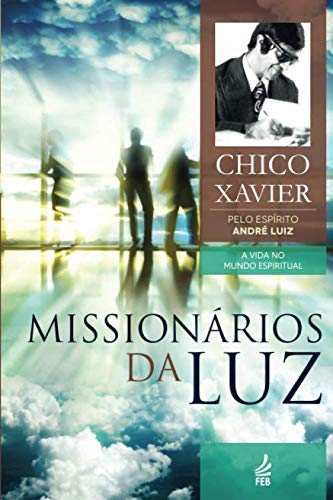 CHICO
XAVIER
PELO ESPÍRITO
ANDRÉ LUIZ
A VIDA NO
MUNDO ESPIRITUAL
MISSIONÁRIOS
DA LUZ
FEB